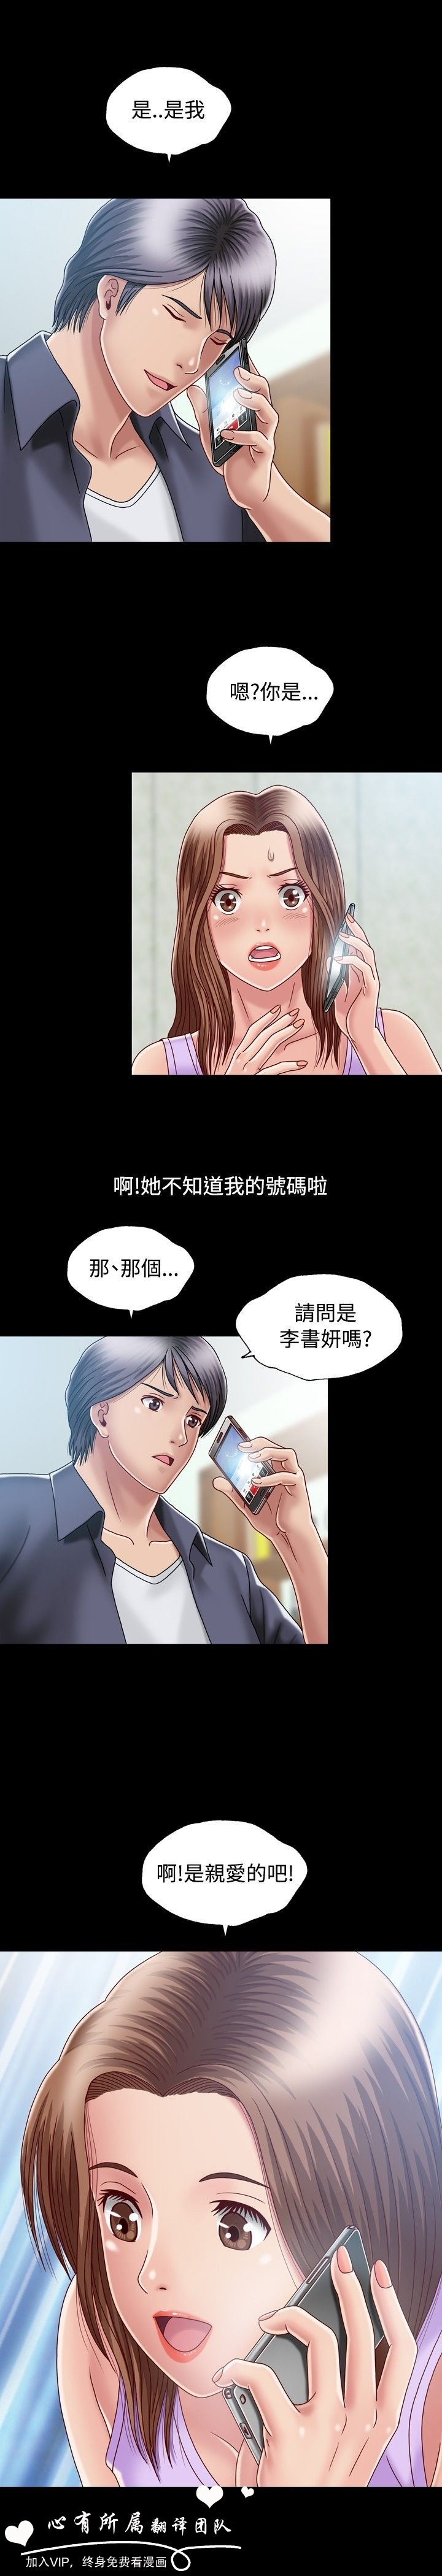 是..是我
嗯?你是...
啊!她不知道我的號碼啦
那、那個...
請問是
李書妍嗎?
啊!是親愛的吧!
心有所属翻译团队
加入VIP，终身免费看漫画